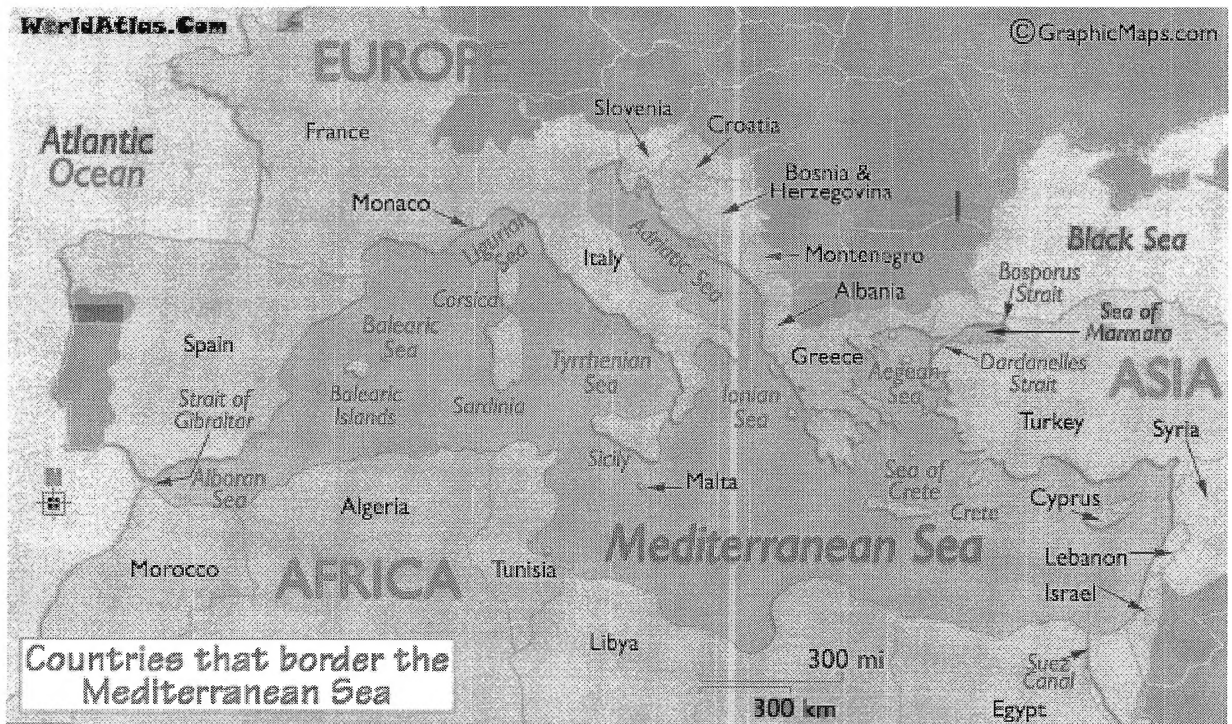 WorldAtlas.Com
©GraphicMaps.com
EUROPE
Atlantic
Ocean
France
Slovenia
Croatia
Bosnia &
Herzegovina
Monaco
Ligurian
Sea
Italy
Adriatic Sea
Montenegro
Black Sea
Bosporus
Strait
Corsica
Albania
Sea of
Marmara
Balearic
Sea
Spain
Tyrrhenian
Sea
Greece
Aegean
Sea
Dardanelles
Strait
ASIA
Strait of
Gibraltar
Balearic
Islands
Sardinia
Ionian
Sea
Turkey
Syria
Alboran
Sea
Sicily
Malta
Sea of
Crete
Crete
Cyprus
N
Algeria
Mediterranean Sea
Lebanon
Morocco
AFRICA
Tunisia
Israel
Libya
Countries that border the
Mediterranean Sea
300 mi
300 km
Suez
Canal
Egypt